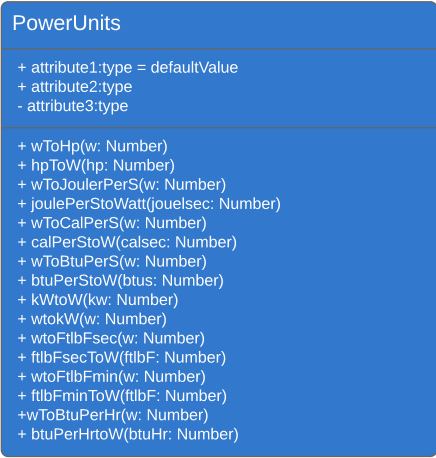 PowerUnits
+ attribute1:type = defaultValue
+ attribute2:type
- attribute3:type
+ wToHp(w: Number)
+ hpToW(hp: Number)
+ wToJoulerPerS(w: Number)
+ joulePerStoWatt(jouelsec: Number)
+ wToCalPerS(w: Number)
+ calPerStoW(calsec: Number)
+ wToBtuPerS(w: Number)
+ btuPerStoW(btus: Number)
+ kWtoW(kw: Number)
+ wtokW(w: Number)
+ wtoFtlbFsec(w: Number)
+ ftlbFsecToW(ftlbF: Number)
+ wtoFtlbFmin(w: Number)
+ ftlbFminToW(ftlbF: Number)
+wToBtuPerHr(w: Number)
+ btuPerHrtoW(btuHr: Number)